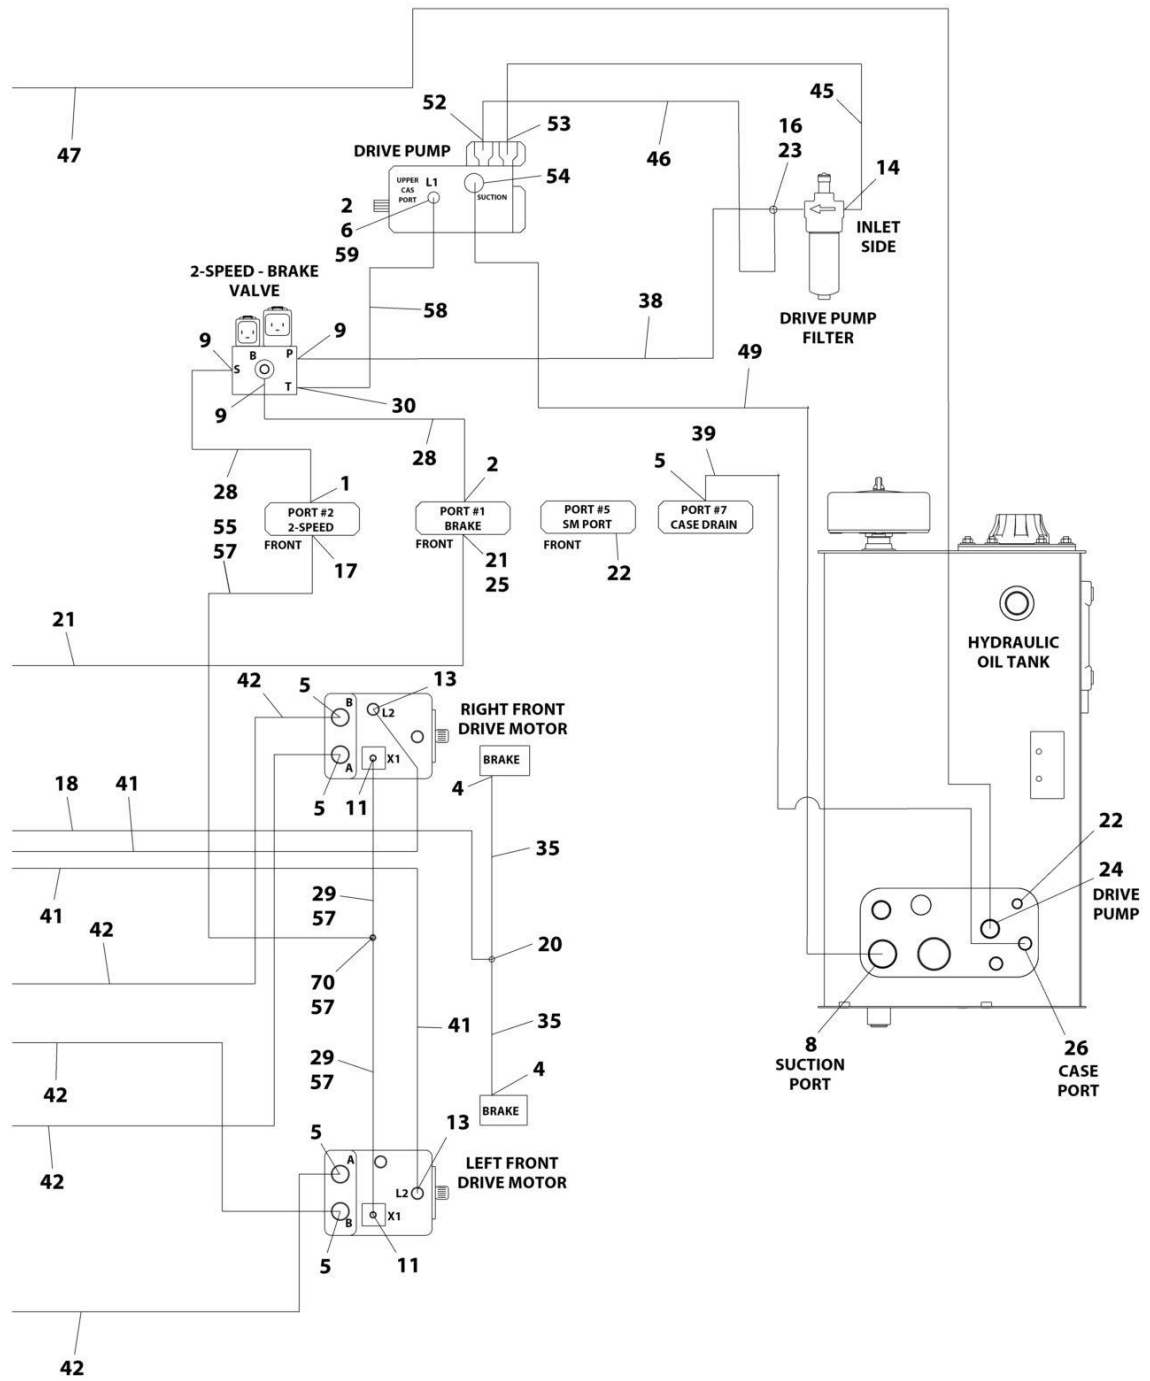 47
52
53
45
46
16
23
14
DRIVE PUMP
UPPER
CAS
PORT
L1
SUCTION
54
2
6
59
INLET
SIDE
2-SPEED - BRAKE
VALVE
58
38
DRIVE PUMP
FILTER
9
9
B
P
S
T
9
30
49
28
28
39
1
2
5
PORT #2
2-SPEED
PORT #1
BRAKE
PORT #5
SM PORT
PORT #7
CASE DRAIN
FRONT
FRONT
FRONT
55
57
17
21
25
22
21
HYDRAULIC
OIL TANK
42
5
13
B
L2
RIGHT FRONT
DRIVE MOTOR
A
X1
BRAKE
4
18
41
5
11
35
22
24
DRIVE
PUMP
41
29
57
42
20
70
57
41
35
8
SUCTION
PORT
26
CASE
PORT
29
57
4
42
BRAKE
42
5
13
A
L2
LEFT FRONT
DRIVE MOTOR
B
X1
5
11
42